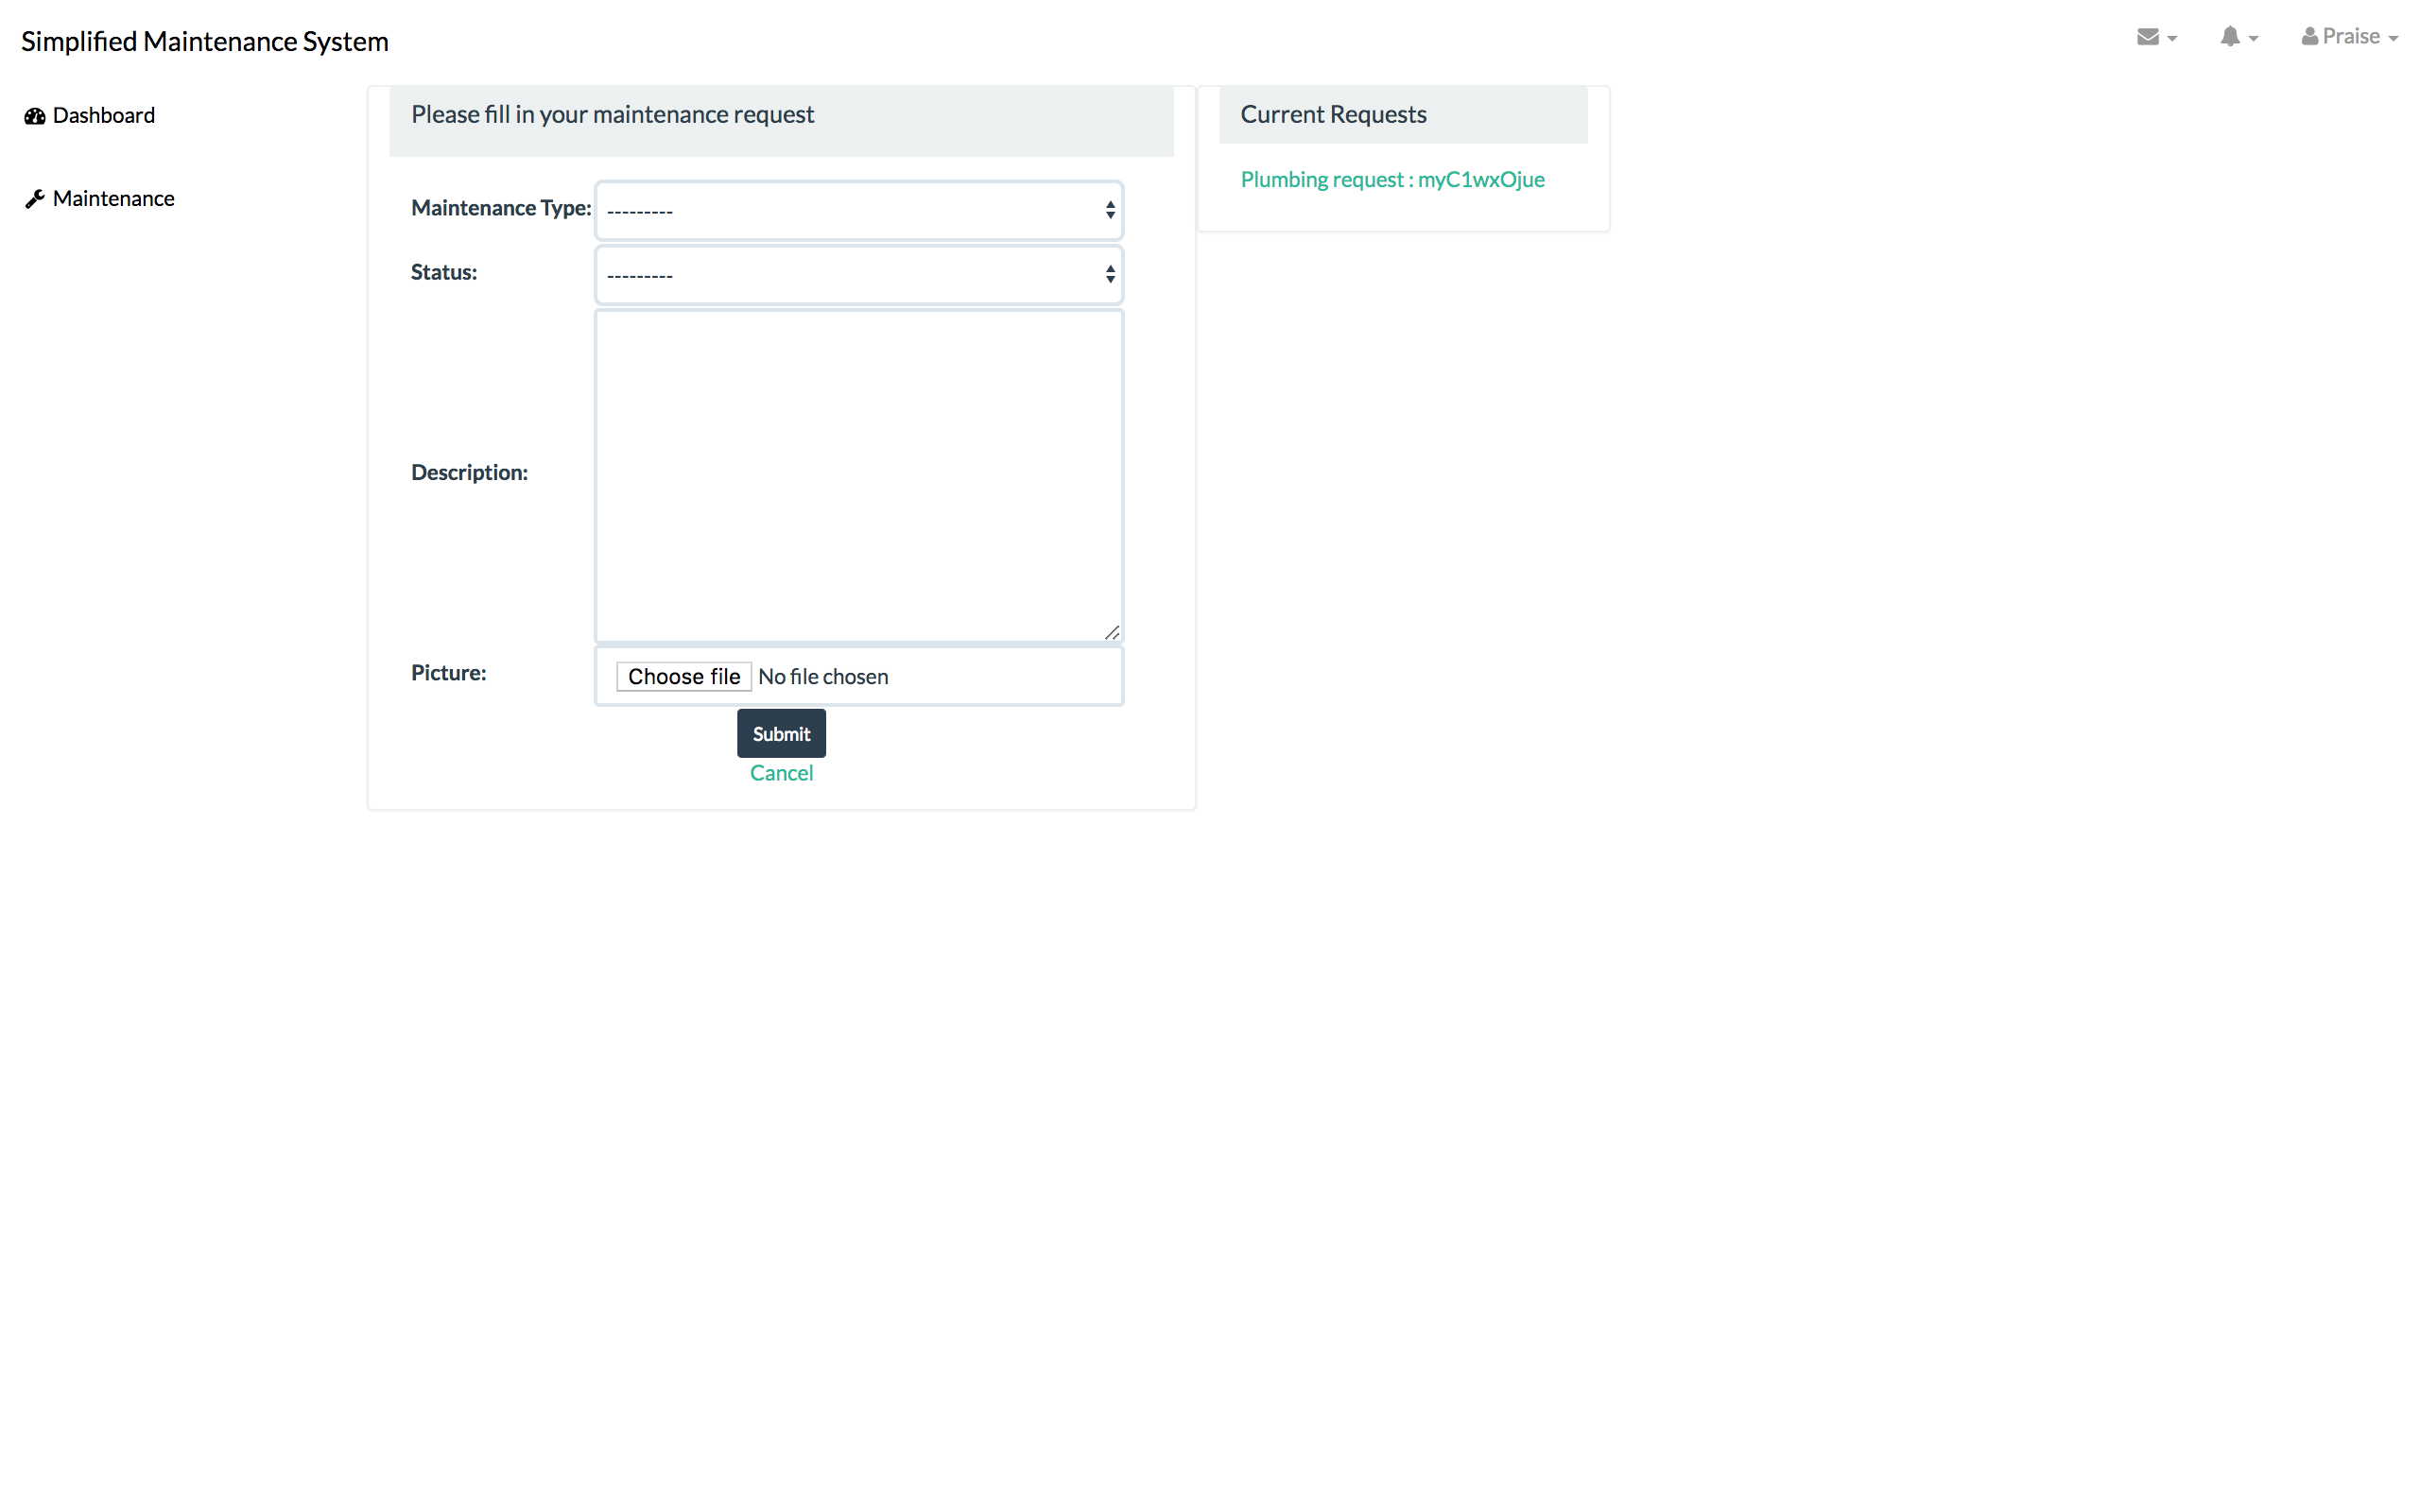 Simplified Maintenance System
Praise
Dashboard
Maintenance
Please fill in your maintenance request
Maintenance Type:
---------
Status:
---------
Description:
Picture:
Choose file No file chosen
Submit
Cancel
Current Requests
Plumbing request : myC1wxOjue